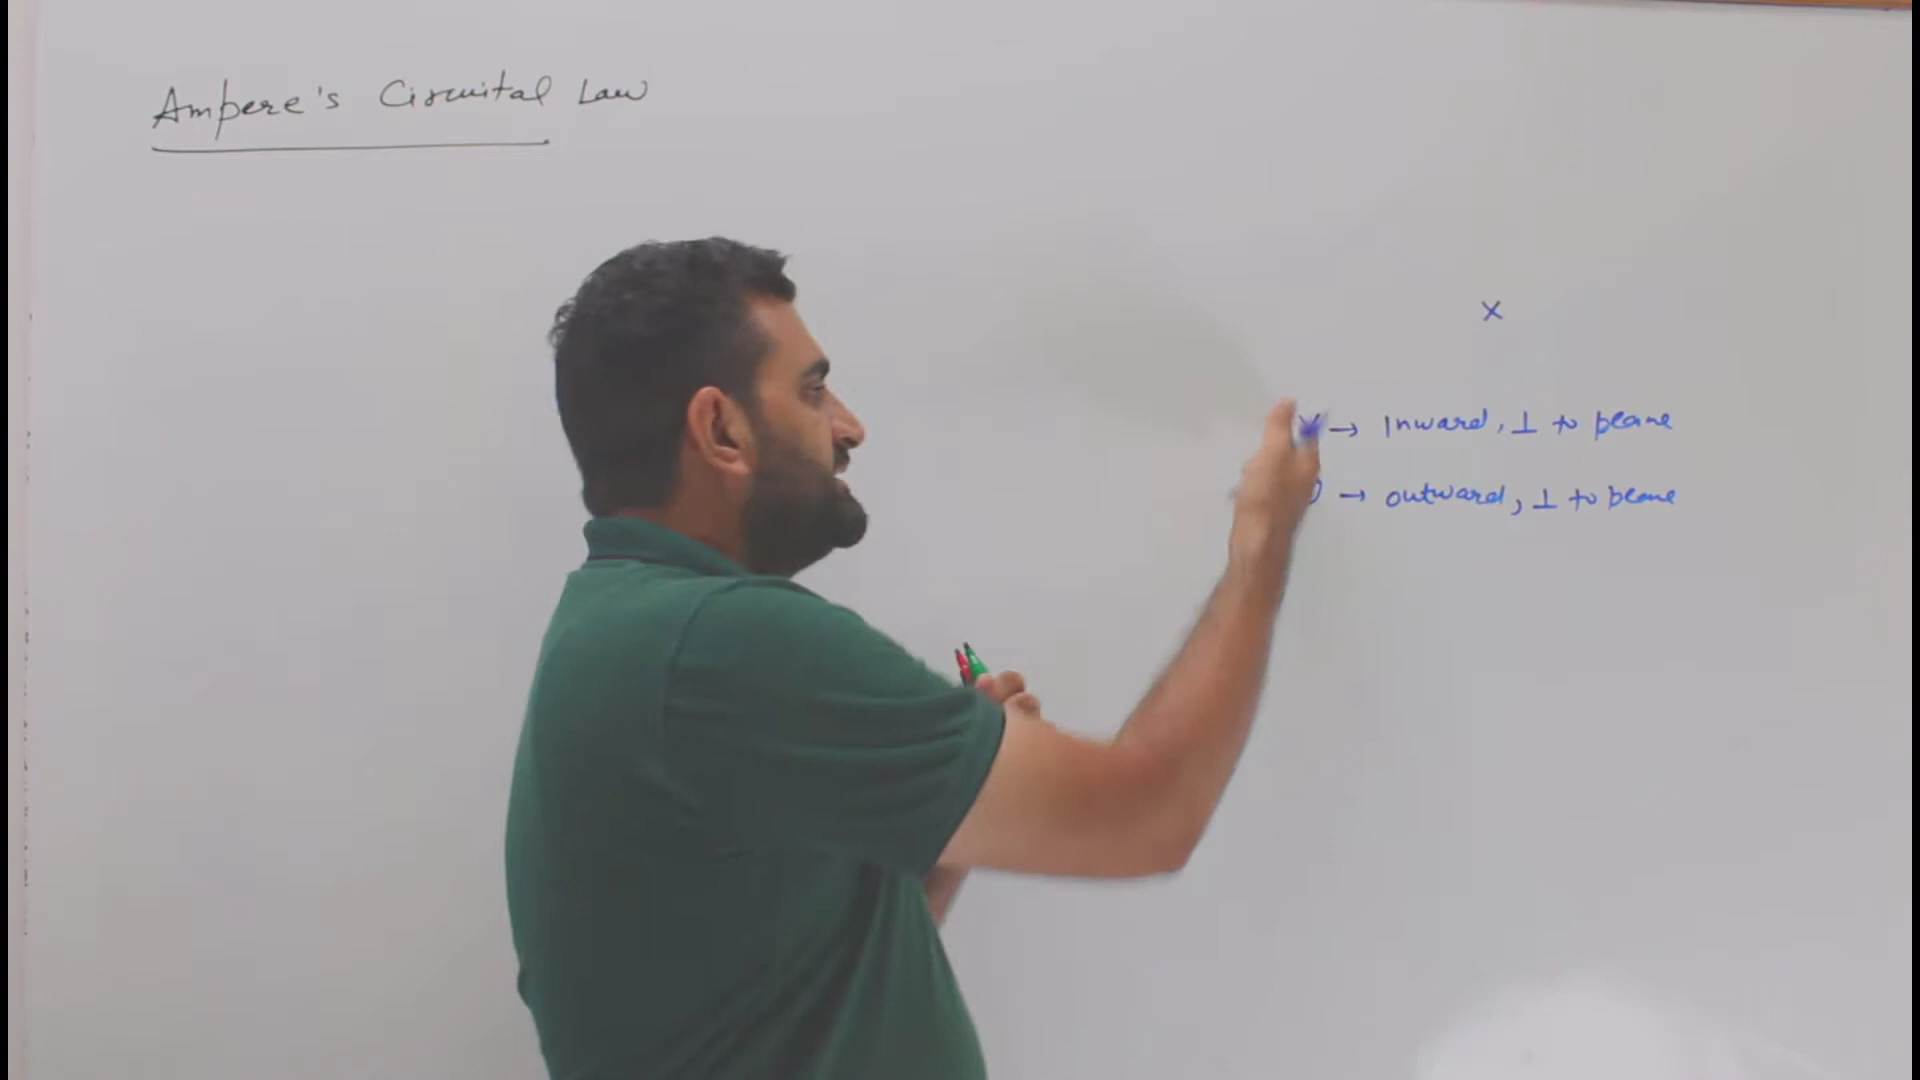 Ampere's Circuital Law
×
× → Inward, ⊥ to plane
→ outward, ⊥ to plane